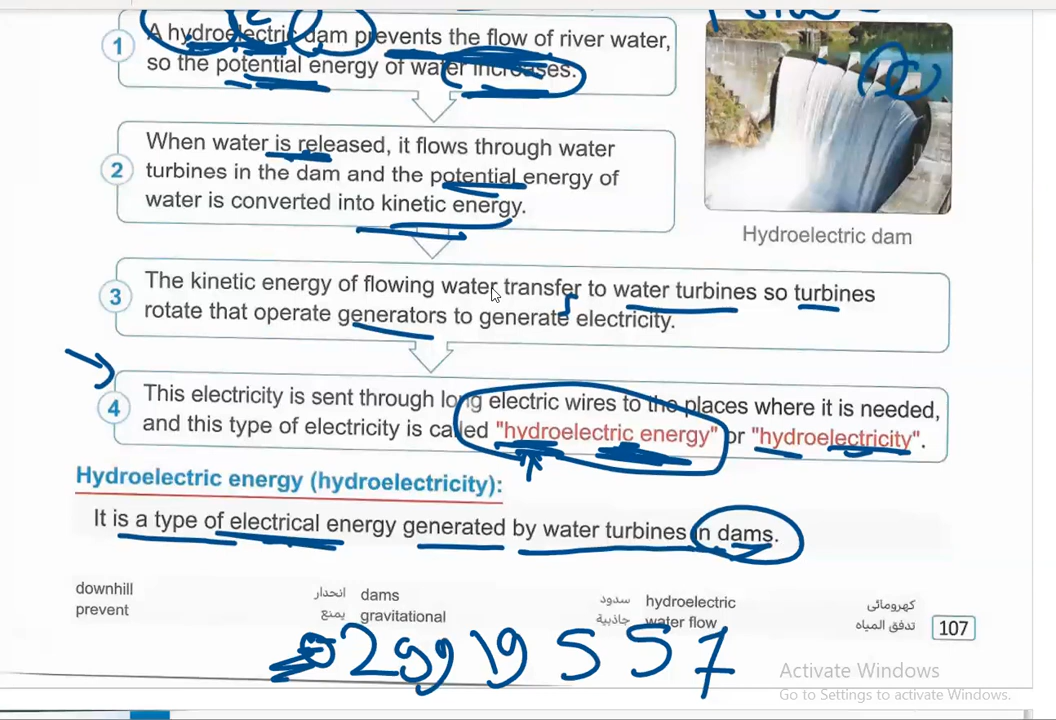 1 A hydroelectric dam prevents the flow of river water,
so the potential energy of water increases.
2 When water is released, it flows through water
turbines in the dam and the potential energy of
water is converted into kinetic energy.
Hydroelectric dam
3 The kinetic energy of flowing water transfer to water turbines so turbines
rotate that operate generators to generate electricity.
4 This electricity is sent through long electric wires to the places where it is needed,
and this type of electricity is called "hydroelectric energy" or "hydroelectricity".
Hydroelectric energy (hydroelectricity):
It is a type of electrical energy generated by water turbines in dams.
downhill انحدار dams سدود hydroelectric كهرومائى
prevent يمنع gravitational جاذبية water flow تدفق المياه
107
Activate Windows
Go to Settings to activate Windows.